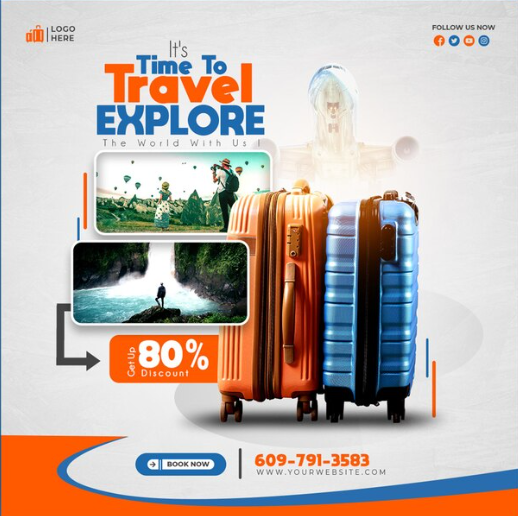 LOGO
HERE
FOLLOW US NOW
It's
Time To
Travel
EXPLORE
The World With Us !
Get Up
80%
Discount
BOOK NOW
609-791-3583
WWW.YOURWEBSITE.COM